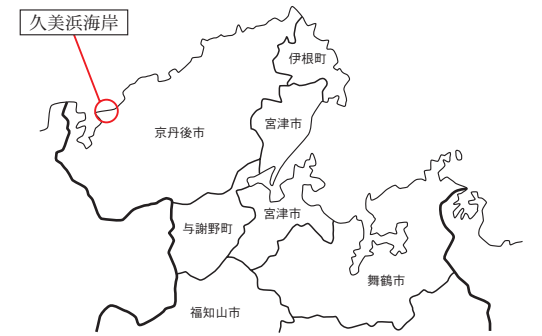 久美浜海岸
伊根町
宮津市
京丹後市
宮津市
与謝野町
舞鶴市
福知山市